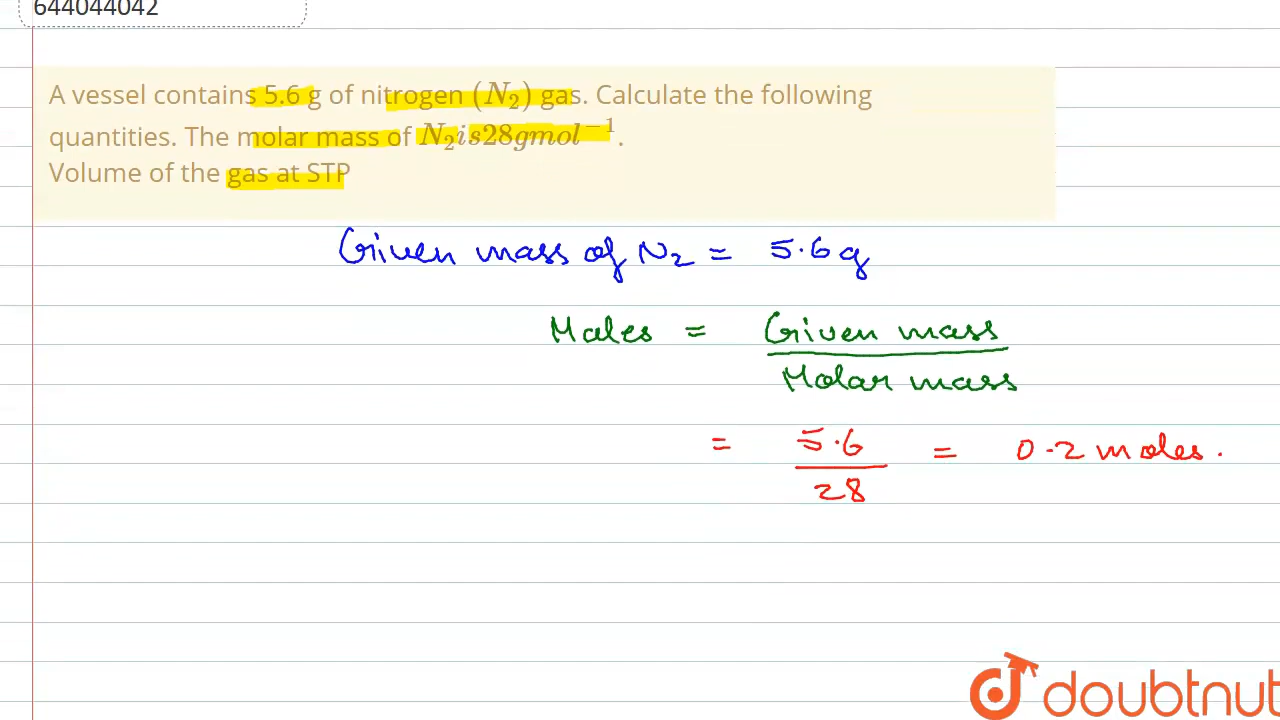 644044042
A vessel contains 5.6 g of nitrogen (N₂) gas. Calculate the following
quantities. The molar mass of N₂is28gmol⁻¹.
Volume of the gas at STP
Given mass of N₂ = 5.6 g
Moles = Given mass
Molar mass
= 5.6 = 0.2 moles.
28
doubtnut